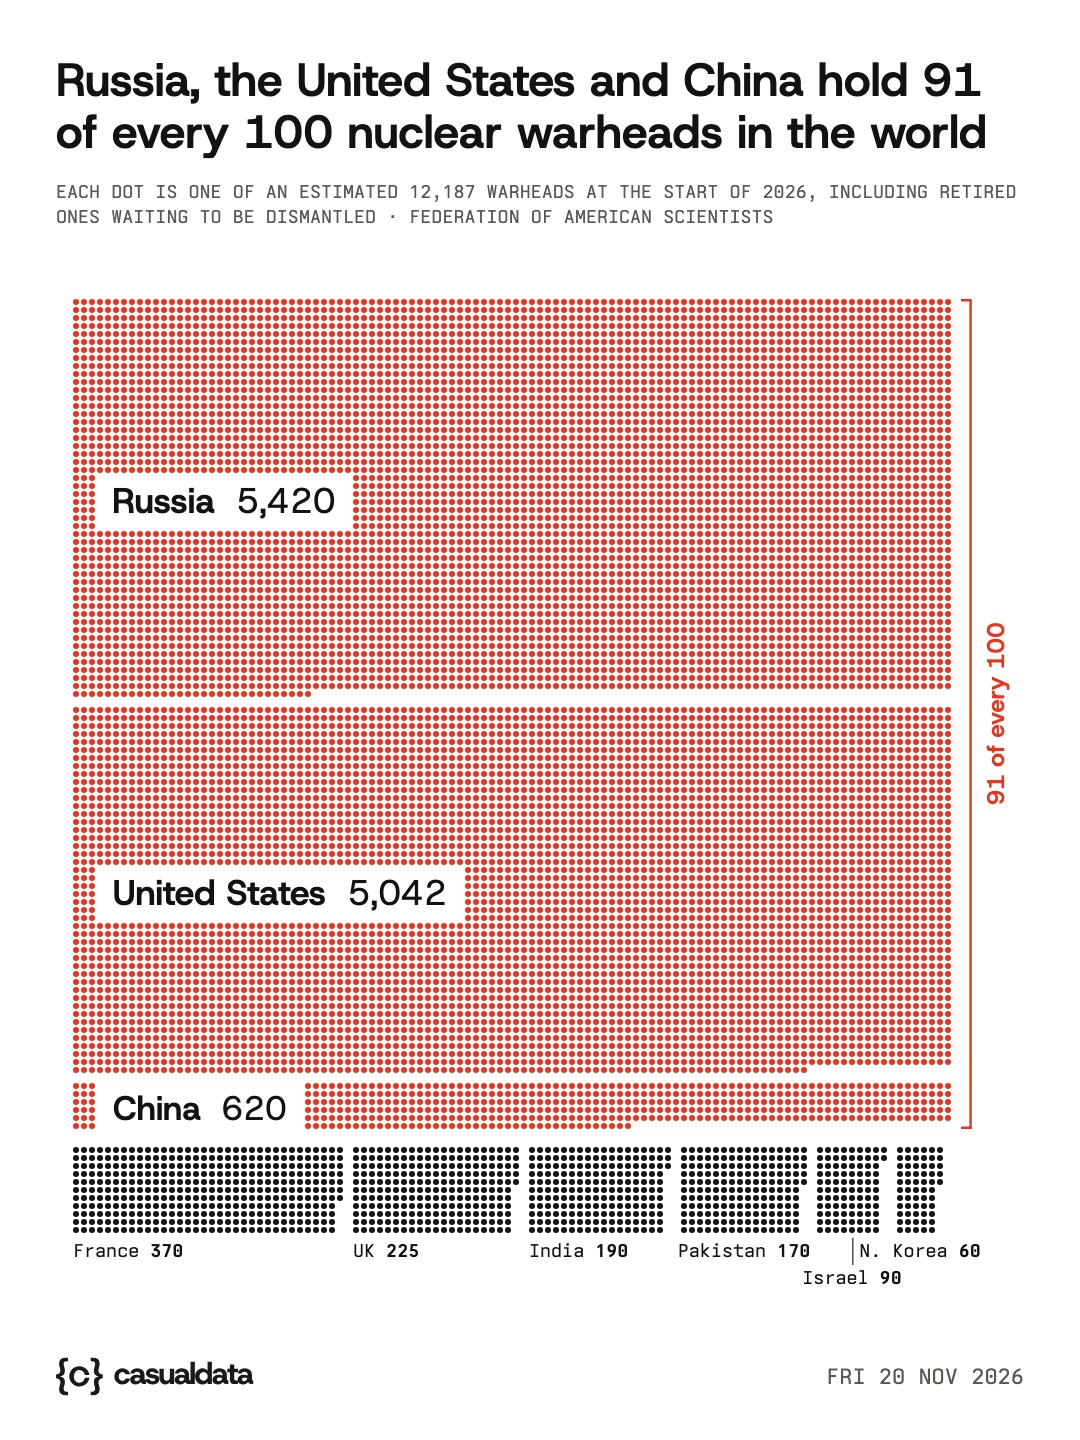 Russia, the United States and China hold 91
of every 100 nuclear warheads in the world
EACH DOT IS ONE OF AN ESTIMATED 12,187 WARHEADS AT THE START OF 2026, INCLUDING RETIRED
ONES WAITING TO BE DISMANTLED · FEDERATION OF AMERICAN SCIENTISTS
Russia 5,420
91 of every 100
United States 5,042
China 620
France 370 UK 225 India 190 Pakistan 170 N. Korea 60
Israel 90
{c} casualdata FRI 20 NOV 2026